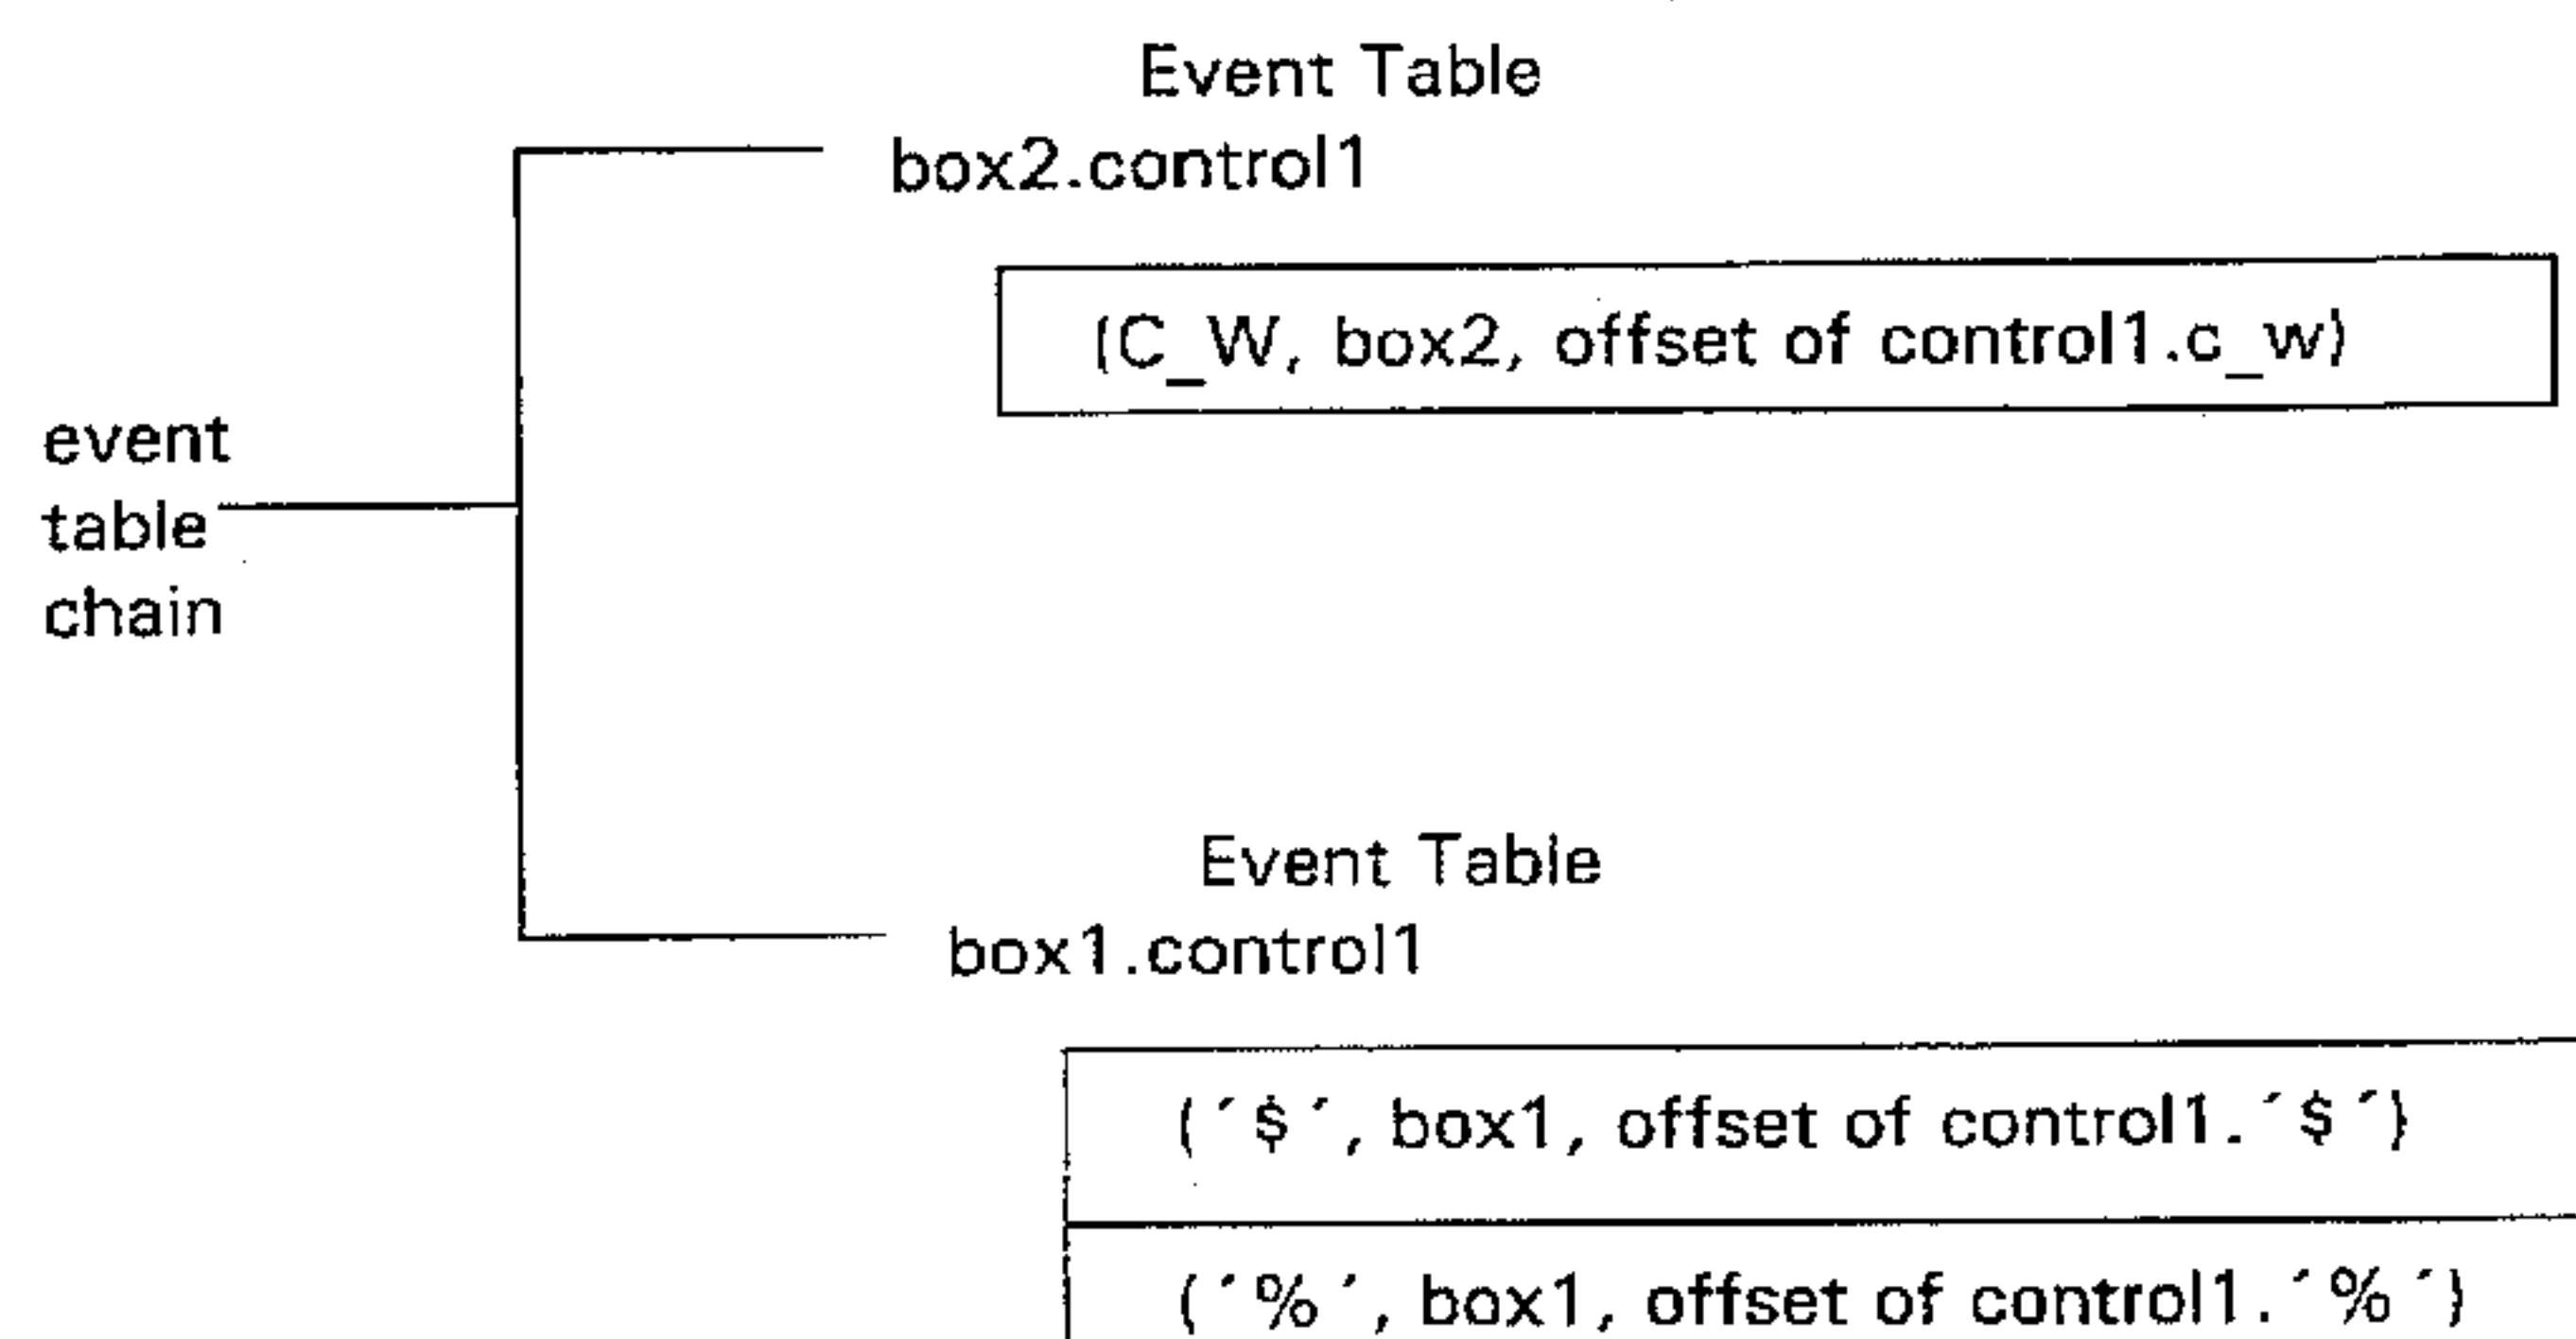 Event Table
box2.control1
(C_W, box2, offset of control1.c_w)
event
table
chain
Event Table
box1.control1
(´$´, box1, offset of control1.´$´)
(´%´, box1, offset of control1.´%´)